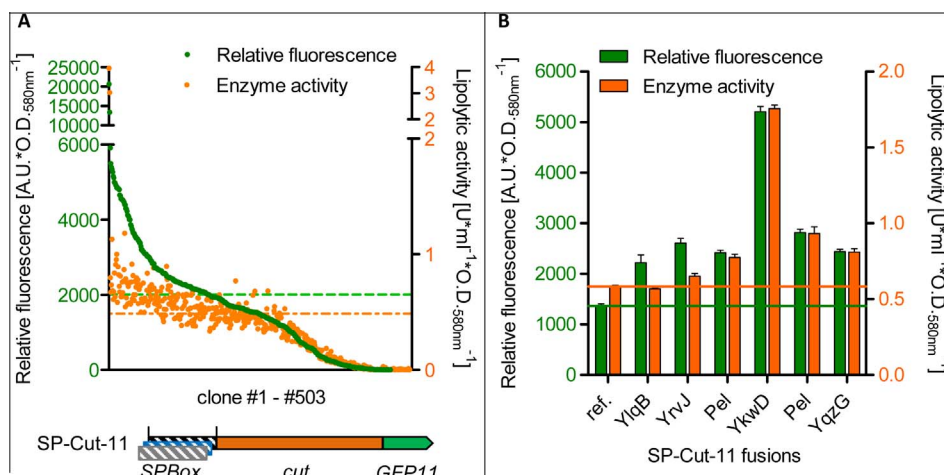 A
Relative fluorescence
Enzyme activity
Relative fluorescence [A.U.*O.D.-580nm-1]
25000
20000
15000
10000
6000
4000
2000
0
4
3
2
2
1
0
Lipolytic activity [U*ml-1*O.D.-580nm-1]
clone #1 - #503
SP-Cut-11
SPBox
cut
GFP11
B
Relative fluorescence
Enzyme activity
Relative fluorescence [A.U.*O.D.-580nm-1]
6000
5000
4000
3000
2000
1000
0
2.0
1.5
1.0
0.5
0.0
Lipolytic activity [U*ml-1*O.D.-580nm-1]
ref.
YlqB
YrvJ
Pel
YkwD
Pel
YqzG
SP-Cut-11 fusions